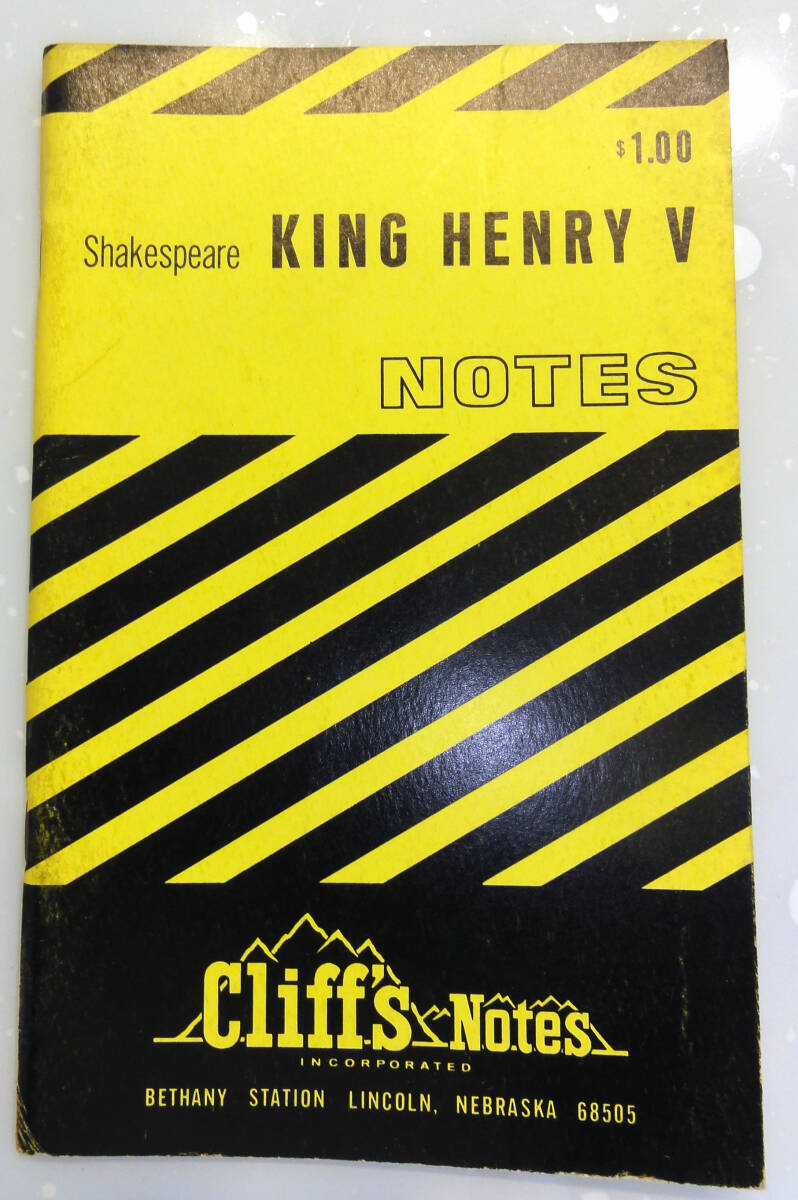 $1.00
Shakespeare KING HENRY V
NOTES
Cliff's Notes
INCORPORATED
BETHANY STATION LINCOLN, NEBRASKA 68505